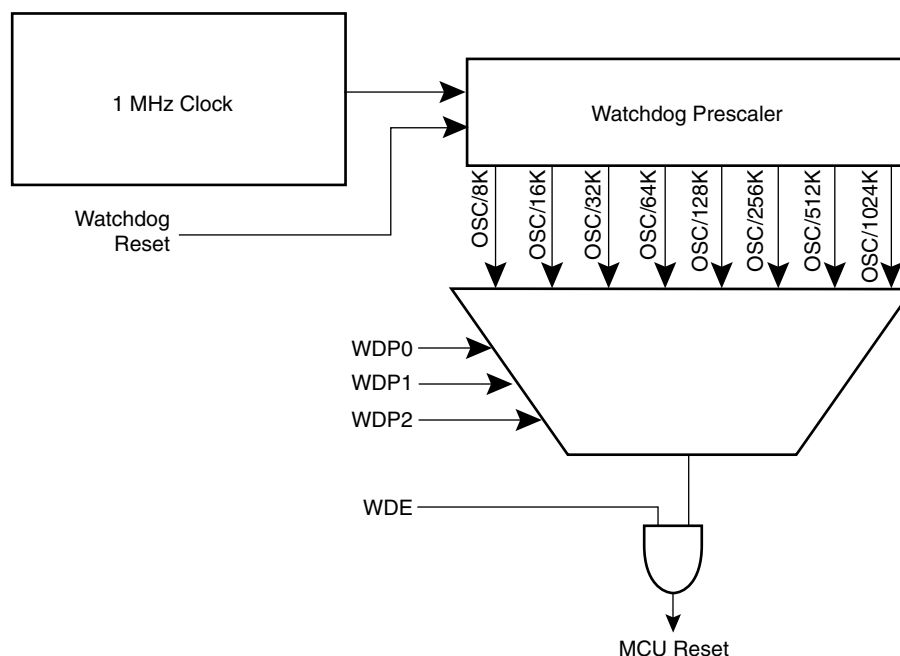 1 MHz Clock
Watchdog Prescaler
Watchdog
Reset
OSC/8K
OSC/16K
OSC/32K
OSC/64K
OSC/128K
OSC/256K
OSC/512K
OSC/1024K
WDP0
WDP1
WDP2
WDE
MCU Reset